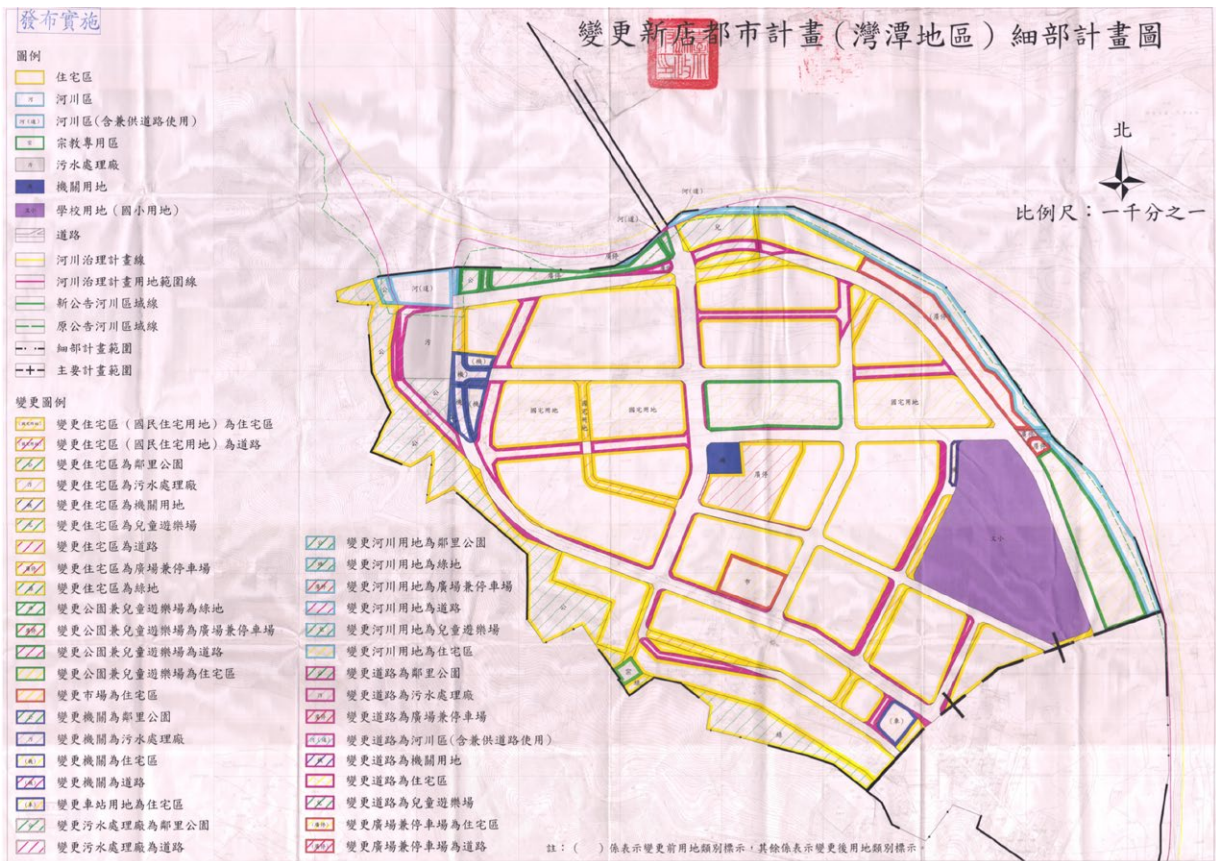 發布實施
變更新店都市計畫(灣潭地區)細部計畫圖
圖例
住宅區
河川區
河川區(含兼供道路使用)
宗教專用區
污水處理廠
機關用地
學校用地(國小用地)
道路
河川治理計畫線
河川治理計畫用地範圍線
新公告河川區域線
原公告河川區域線
細部計畫範圍
主要計畫範圍
北
比例尺:一千分之一
變更圖例
變更住宅區(國民住宅用地)為住宅區
變更住宅區(國民住宅用地)為道路
變更住宅區為鄰里公園
變更住宅區為污水處理廠
變更住宅區為機關用地
變更住宅區為兒童遊樂場
變更住宅區為道路
變更住宅區為廣場兼停車場
變更住宅區為綠地
變更公園兼兒童遊樂場為綠地
變更公園兼兒童遊樂場為廣場兼停車場
變更公園兼兒童遊樂場為道路
變更公園兼兒童遊樂場為住宅區
變更市場為住宅區
變更機關為鄰里公園
變更機關為污水處理廠
變更機關為住宅區
變更機關為道路
變更車站用地為住宅區
變更污水處理廠為鄰里公園
變更污水處理廠為道路
變更河川用地為鄰里公園
變更河川用地為綠地
變更河川用地為廣場兼停車場
變更河川用地為道路
變更河川用地為兒童遊樂場
變更河川用地為住宅區
變更道路為鄰里公園
變更道路為污水處理廠
變更道路為廣場兼停車場
變更道路為河川區(含兼供道路使用)
變更道路為機關用地
變更道路為住宅區
變更道路為兒童遊樂場
變更廣場兼停車場為住宅區
變更廣場兼停車場為道路
河(道)
河(道)
兒
廣停
廣停
公
公
河(道)
(廣停)
污
公
(機)
公
公
國宅用地
國宅用地
國宅用地
國宅用地
機
廣停
文小
市
公
宗
綠
(車)
註:( )係表示變更前用地類別標示,其餘係表示變更後用地類別標示。